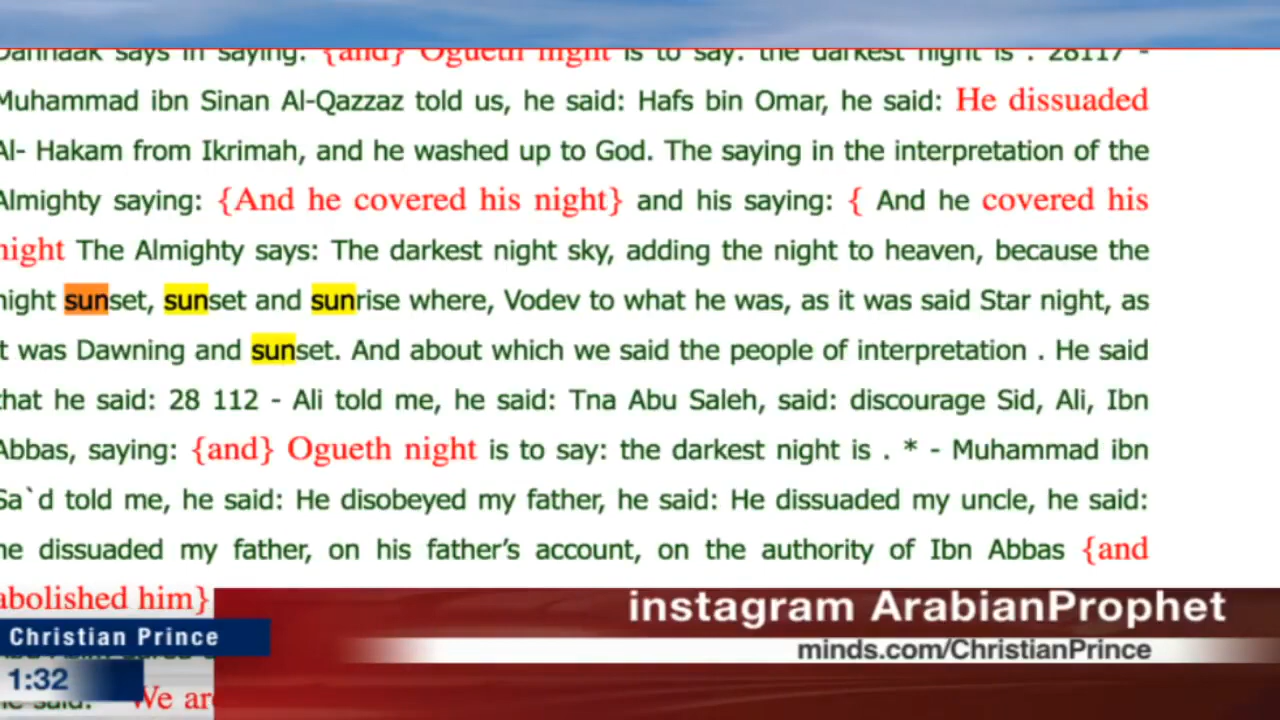 Dahhaak says in saying: {and} Ogueth night is to say: the darkest night is . 28117 -
Muhammad ibn Sinan Al-Qazzaz told us, he said: Hafs bin Omar, he said: He dissuaded
Al- Hakam from Ikrimah, and he washed up to God. The saying in the interpretation of the
Almighty saying: {And he covered his night} and his saying: { And he covered his
night The Almighty says: The darkest night sky, adding the night to heaven, because the
night sunset, sunset and sunrise where, Vodev to what he was, as it was said Star night, as
it was Dawning and sunset. And about which we said the people of interpretation . He said
that he said: 28 112 - Ali told me, he said: Tna Abu Saleh, said: discourage Sid, Ali, Ibn
Abbas, saying: {and} Ogueth night is to say: the darkest night is . * - Muhammad ibn
Sa`d told me, he said: He disobeyed my father, he said: He dissuaded my uncle, he said:
he dissuaded my father, on his father's account, on the authority of Ibn Abbas {and
abolished him}
instagram ArabianProphet
Christian Prince
minds.com/ChristianPrince
1:32
he said: We are